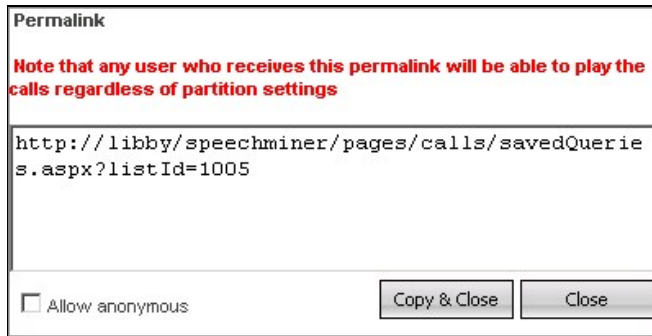 Permalink
Note that any user who receives this permalink will be able to play the
calls regardless of partition settings
http://libby/speechminer/pages/calls/savedQuerie
s.aspx?listId=1005
Allow anonymous
Copy & Close
Close